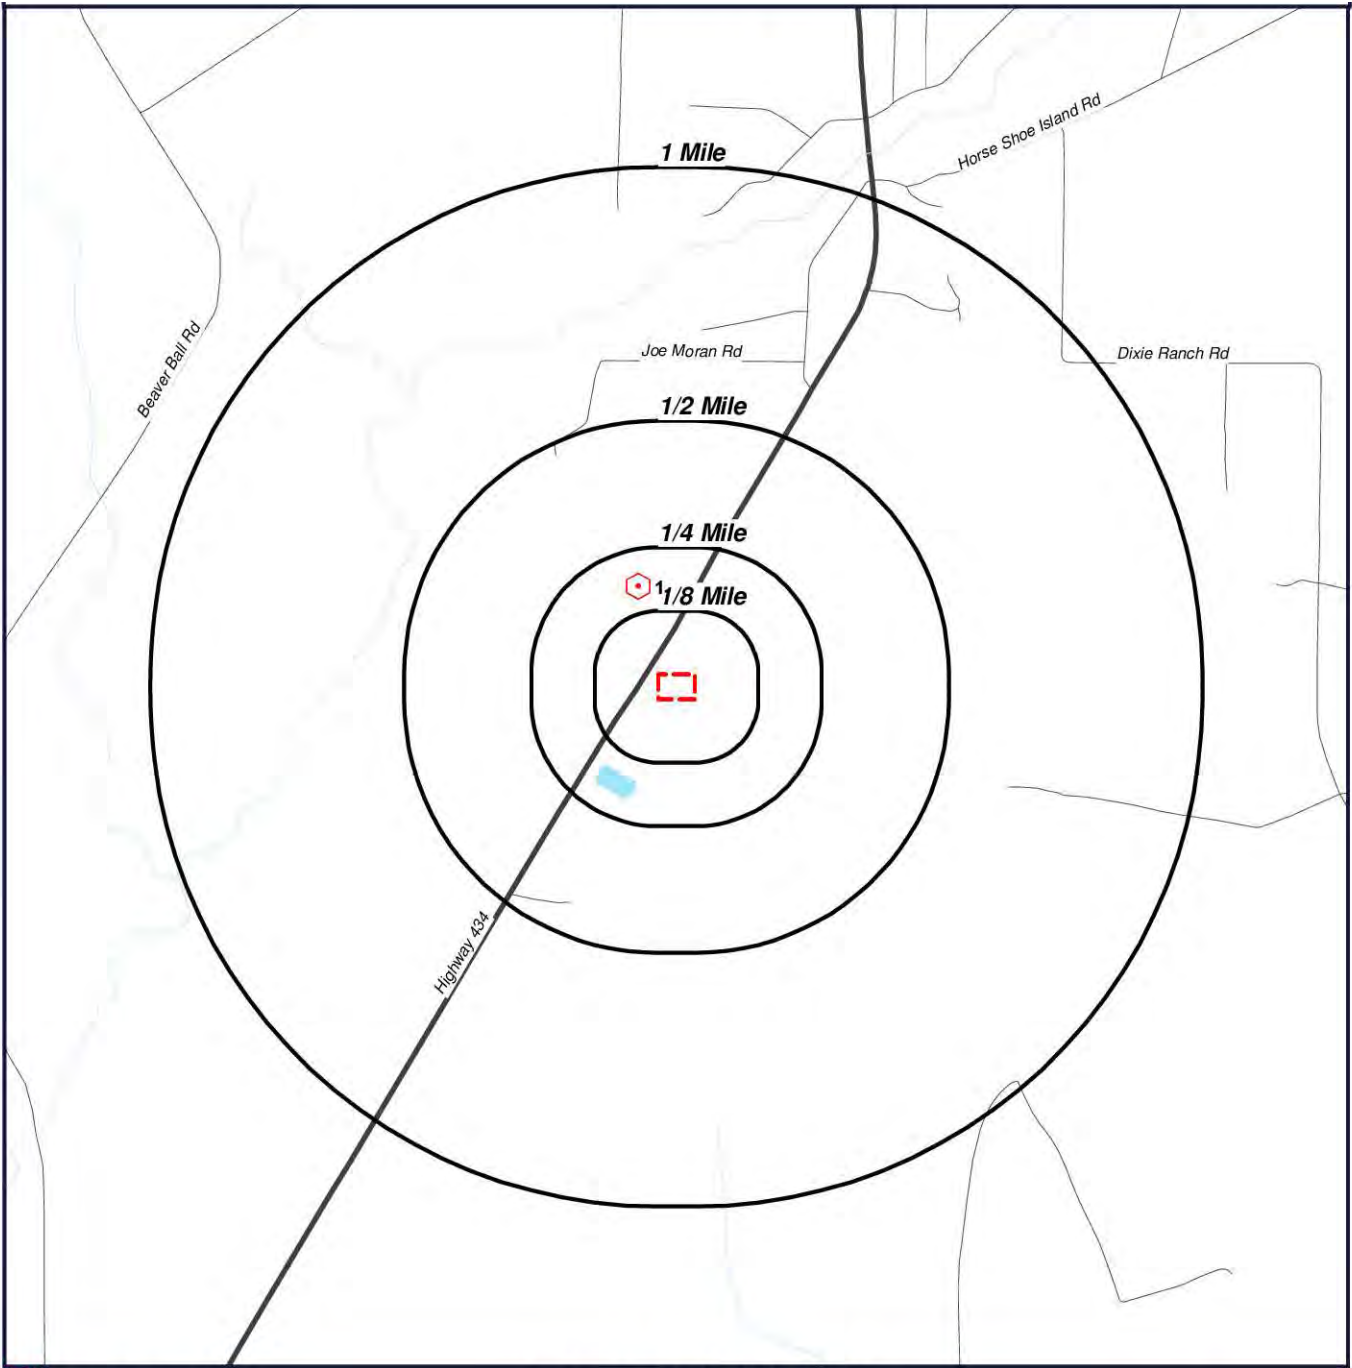 Horse Shoe Island Rd
1 Mile
Beaver Ball Rd
Joe Moran Rd
Dixie Ranch Rd
1/2 Mile
1/4 Mile
1
1/8 Mile
Highway 434